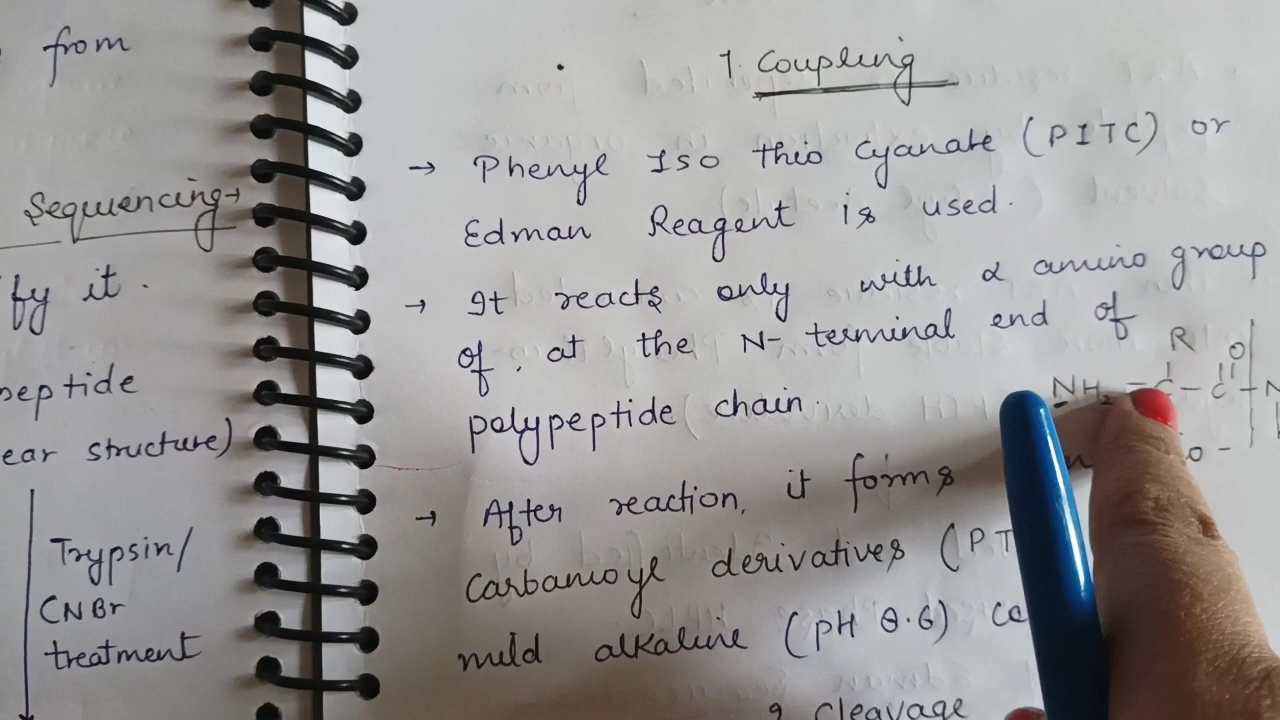 from
Sequencing→
fy it.
peptide
ear structure)
Trypsin/
CNBr
treatment
1. Coupling
→ Phenyl Iso thio cyanate (PITC) or
Edman Reagent is used.
→ It reacts only with α amino group
of, at the N- terminal end of
polypeptide chain.
R O
NH2 - C - C - N
→ After reaction, it forms
Carbamoyl derivatives (PT
mild alkaline (pH 8.6) co
2 Cleavage